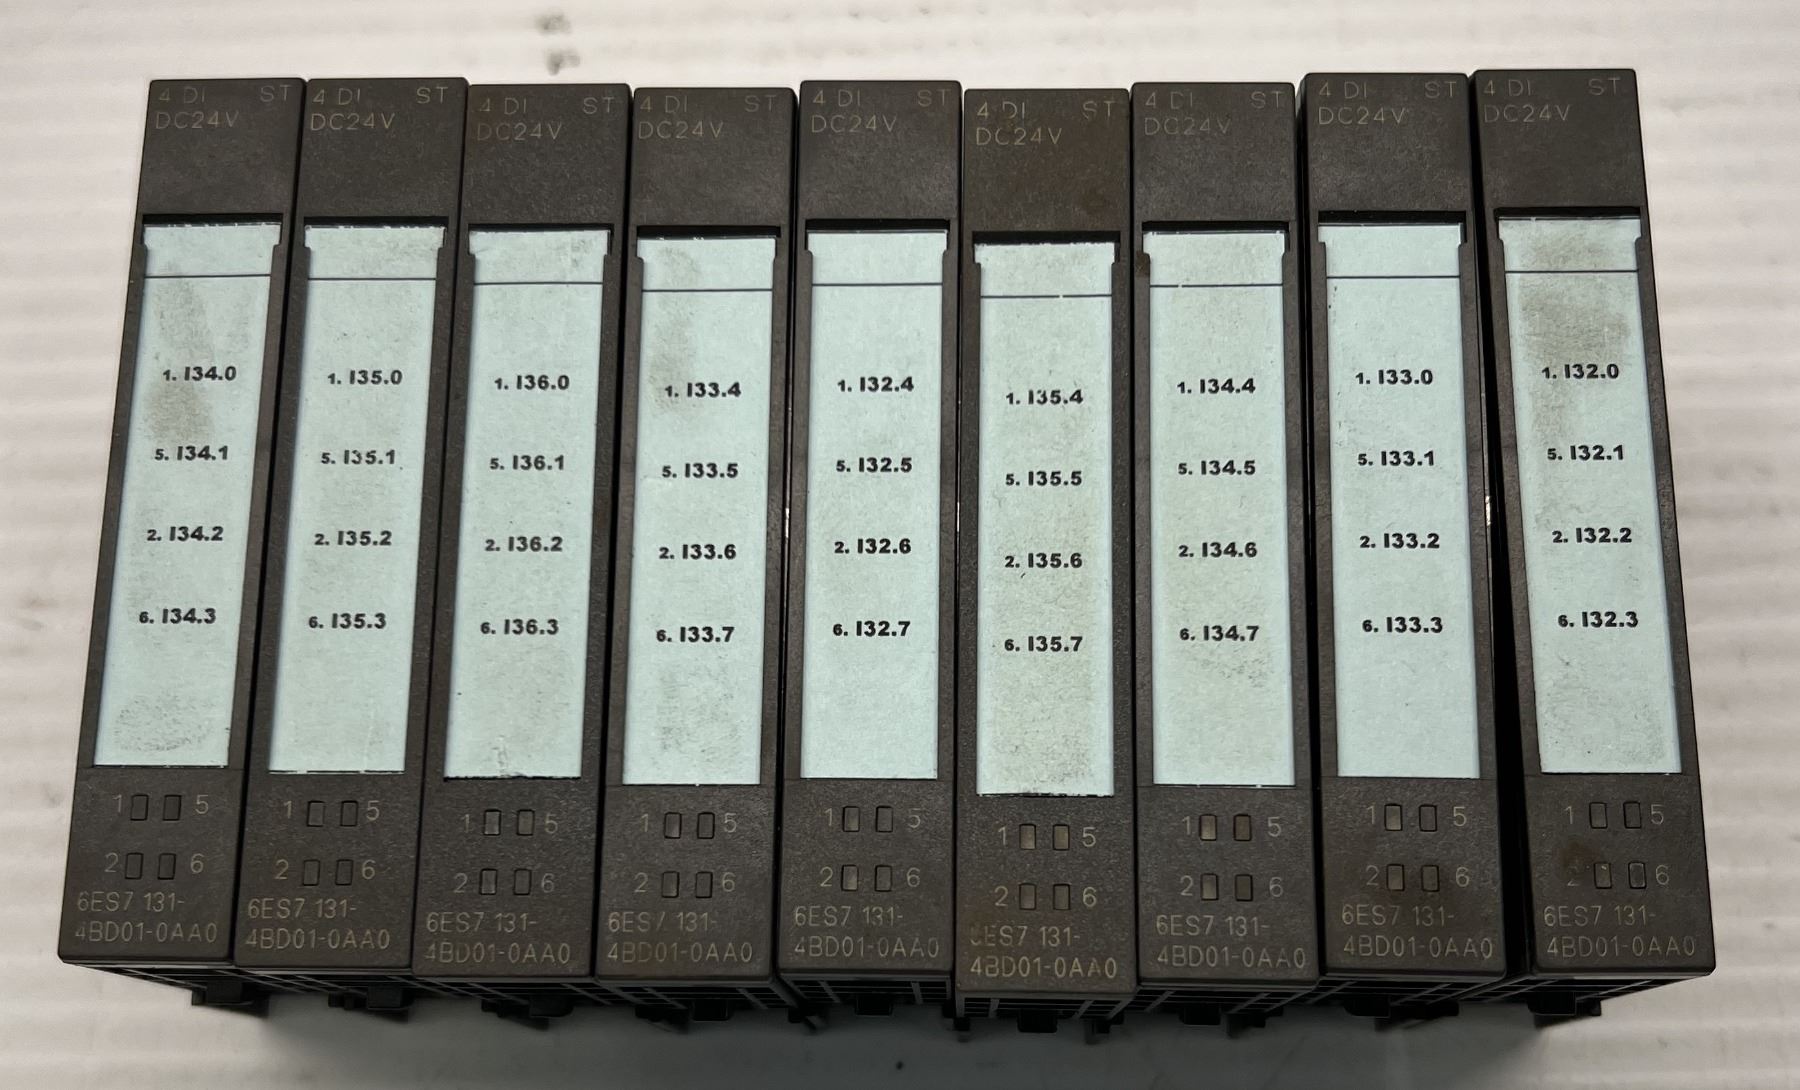 4 DI ST
DC24V
1. I34.0
5. I34.1
2. I34.2
6. I34.3
1 5
2 6
6ES7 131-
4BD01-0AA0
4 DI ST
DC24V
1. I35.0
5. I35.1
2. I35.2
6. I35.3
1 5
2 6
6ES7 131-
4BD01-0AA0
4 DI ST
DC24V
1. I36.0
5. I36.1
2. I36.2
6. I36.3
1 5
2 6
6ES7 131-
4BD01-0AA0
4 DI ST
DC24V
1. I33.4
5. I33.5
2. I33.6
6. I33.7
1 5
2 6
6ES7 131-
4BD01-0AA0
4 DI ST
DC24V
1. I32.4
5. I32.5
2. I32.6
6. I32.7
1 5
2 6
6ES7 131-
4BD01-0AA0
4 DI ST
DC24V
1. I35.4
5. I35.5
2. I35.6
6. I35.7
1 5
2 6
6ES7 131-
4BD01-0AA0
4 DI ST
DC24V
1. I34.4
5. I34.5
2. I34.6
6. I34.7
1 5
2 6
6ES7 131-
4BD01-0AA0
4 DI ST
DC24V
1. I33.0
5. I33.1
2. I33.2
6. I33.3
1 5
2 6
6ES7 131-
4BD01-0AA0
4 DI ST
DC24V
1. I32.0
5. I32.1
2. I32.2
6. I32.3
1 5
2 6
6ES7 131-
4BD01-0AA0